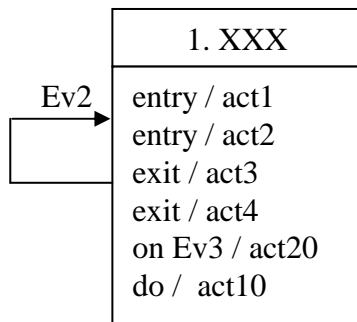 1. XXX
Ev2
entry / act1
entry / act2
exit / act3
exit / act4
on Ev3 / act20
do / act10